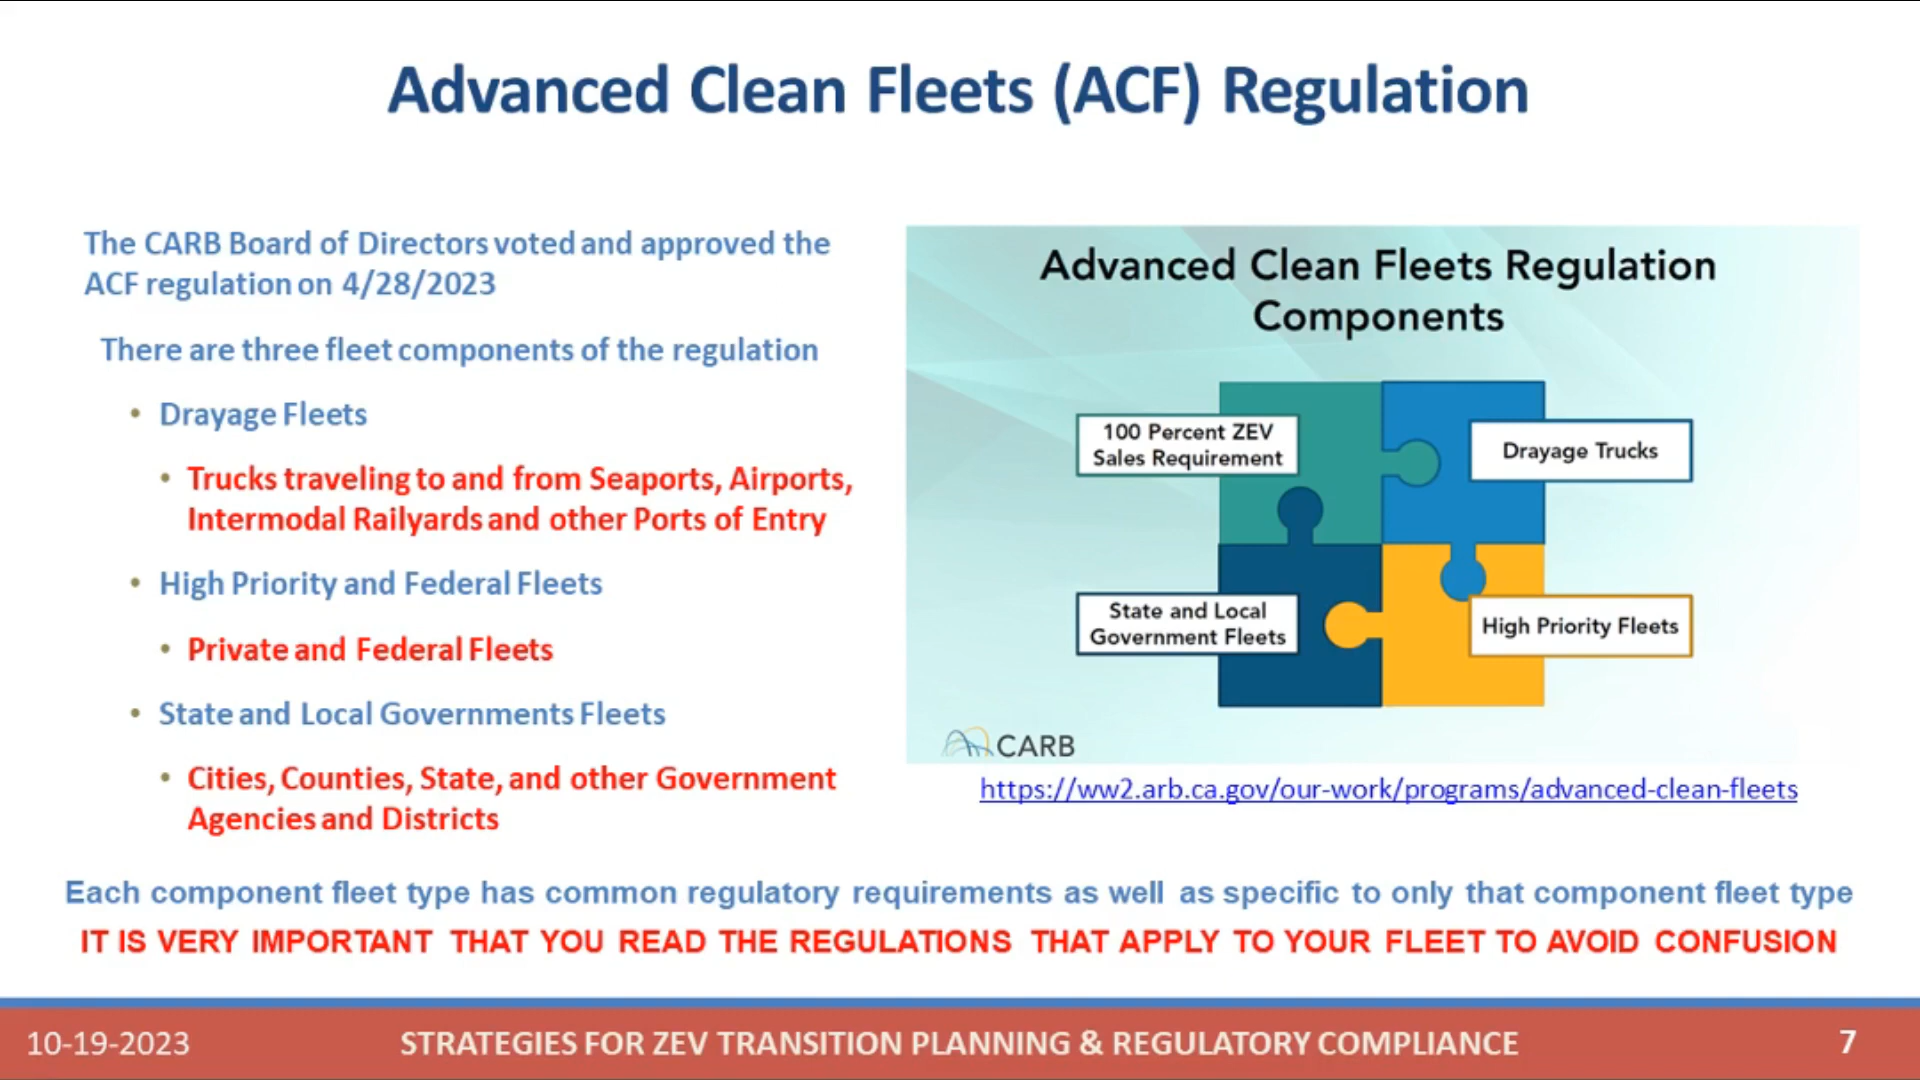 Advanced Clean Fleets (ACF) Regulation
The CARB Board of Directors voted and approved the
ACF regulation on 4/28/2023
There are three fleet components of the regulation
• Drayage Fleets
• Trucks traveling to and from Seaports, Airports,
Intermodal Railyards and other Ports of Entry
• High Priority and Federal Fleets
• Private and Federal Fleets
• State and Local Governments Fleets
• Cities, Counties, State, and other Government
Agencies and Districts
Advanced Clean Fleets Regulation
Components
100 Percent ZEV
Sales Requirement
Drayage Trucks
State and Local
Government Fleets
High Priority Fleets
CARB
https://ww2.arb.ca.gov/our-work/programs/advanced-clean-fleets
Each component fleet type has common regulatory requirements as well as specific to only that component fleet type
IT IS VERY IMPORTANT THAT YOU READ THE REGULATIONS THAT APPLY TO YOUR FLEET TO AVOID CONFUSION
10-19-2023
STRATEGIES FOR ZEV TRANSITION PLANNING & REGULATORY COMPLIANCE
7